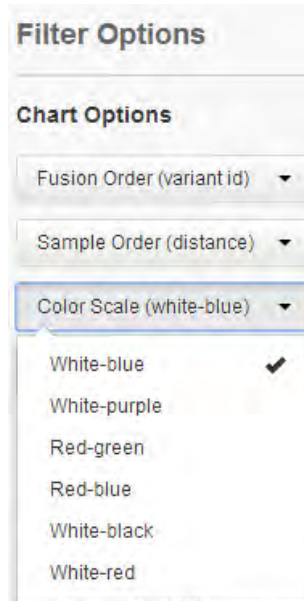 Filter Options
Chart Options
Fusion Order (variant id)
Sample Order (distance)
Color Scale (white-blue)
White-blue
White-purple
Red-green
Red-blue
White-black
White-red